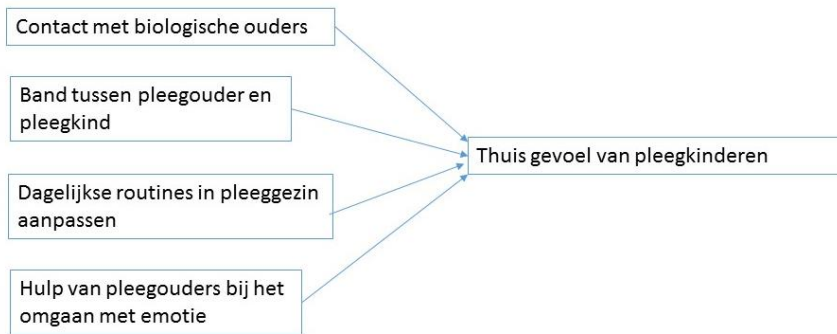 Contact met biologische ouders
Band tussen pleegouder en
pleegkind
Thuis gevoel van pleegkinderen
Dagelijkse routines in pleeggezin
aanpassen
Hulp van pleegouders bij het
omgaan met emotie